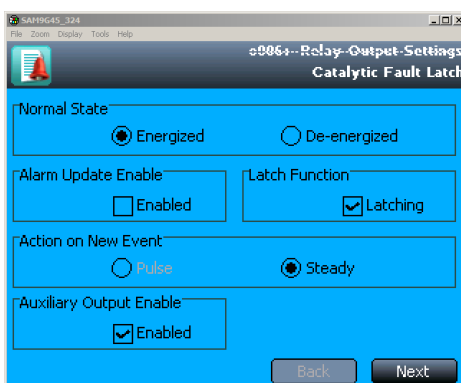 SAM9G45_324
File Zoom Display Tools Help
c986: Relay Output Settings
Catalytic Fault Latch
Normal State
Energized De-energized
Alarm Update Enable Latch Function
Enabled Latching
Action on New Event
Pulse Steady
Auxiliary Output Enable
Enabled
Back Next